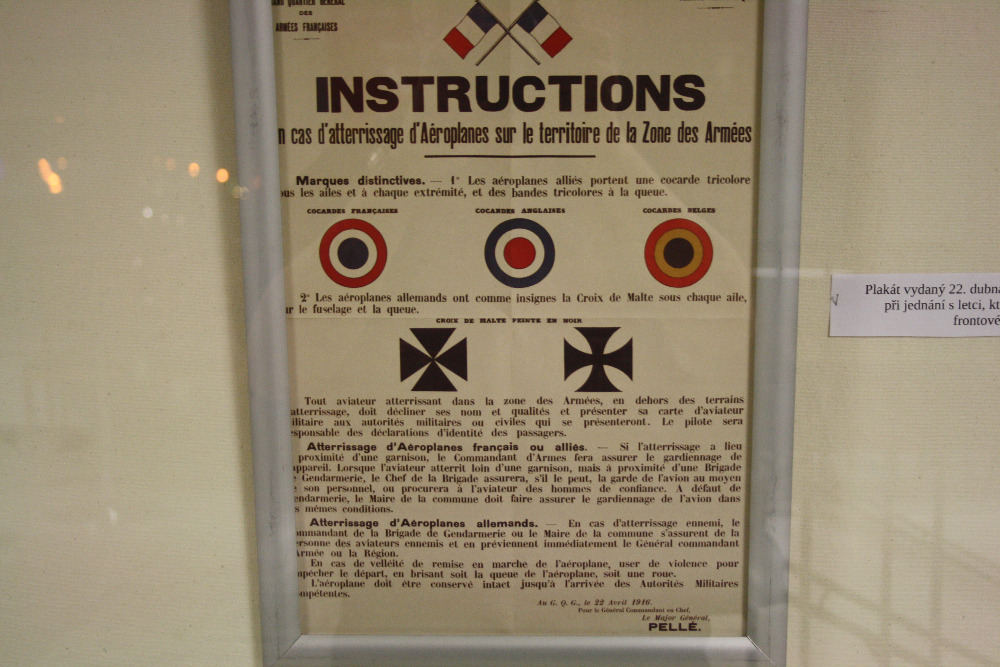 GRAND QUARTIER GÉNÉRAL
DES
ARMÉES FRANÇAISES
INSTRUCTIONS
n cas d'atterrissage d'Aéroplanes sur le territoire de la Zone des Armées
Marques distinctives. — 1° Les aéroplanes alliés portent une cocarde tricolore
ous les ailes et à chaque extrémité, et des bandes tricolores à la queue.
COCARDES FRANÇAISES COCARDES ANGLAISES COCARDES BELGES
2° Les aéroplanes allemands ont comme insignes la Croix de Malte sous chaque aile,
ur le fuselage et la queue.
CROIX DE MALTE PEINTE EN NOIR
Tout aviateur atterrissant dans la zone des Armées, en dehors des terrains
'atterrissage, doit décliner ses nom et qualités et présenter sa carte d'aviateur
ilitaire aux autorités militaires ou civiles qui se présenteront. Le pilote sera
esponsable des déclarations d'identité des passagers.
Atterrissage d'Aéroplanes français ou alliés. — Si l'atterrissage a lieu
proximité d'une garnison, le Commandant d'Armes fera assurer le gardiennage de
appareil. Lorsque l'aviateur atterrit loin d'une garnison, mais à proximité d'une Brigade
e Gendarmerie, le Chef de la Brigade assurera, s'il le peut, la garde de l'avion au moyen
e son personnel, ou procurera à l'aviateur des hommes de confiance. A défaut de
endarmerie, le Maire de la commune doit faire assurer le gardiennage de l'avion dans
s mêmes conditions.
Atterrissage d'Aéroplanes allemands. — En cas d'atterrissage ennemi, le
ommandant de la Brigade de Gendarmerie ou le Maire de la commune s'assurent de la
ersonne des aviateurs ennemis et en préviennent immédiatement le Général commandant
Armée ou la Région.
En cas de velléité de remise en marche de l'aéroplane, user de violence pour
mpêcher le départ, en brisant soit la queue de l'aéroplane, soit une roue.
L'aéroplane doit être conservé intact jusqu'à l'arrivée des Autorités Militaires
ompétentes.
Au G. Q. G., le 22 Avril 1916.
Pour le Général Commandant en Chef,
Le Major Général,
PELLÉ.
Plakát vydaný 22. dubna
při jednání s letci, kt
frontové